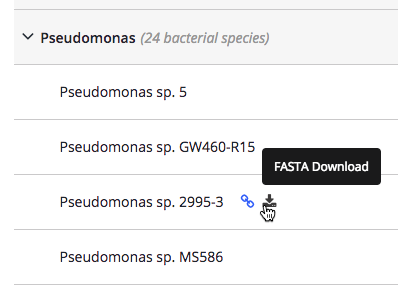 Pseudomonas (24 bacterial species)
Pseudomonas sp. 5
Pseudomonas sp. GW460-R15
FASTA Download
Pseudomonas sp. 2995-3
Pseudomonas sp. MS586